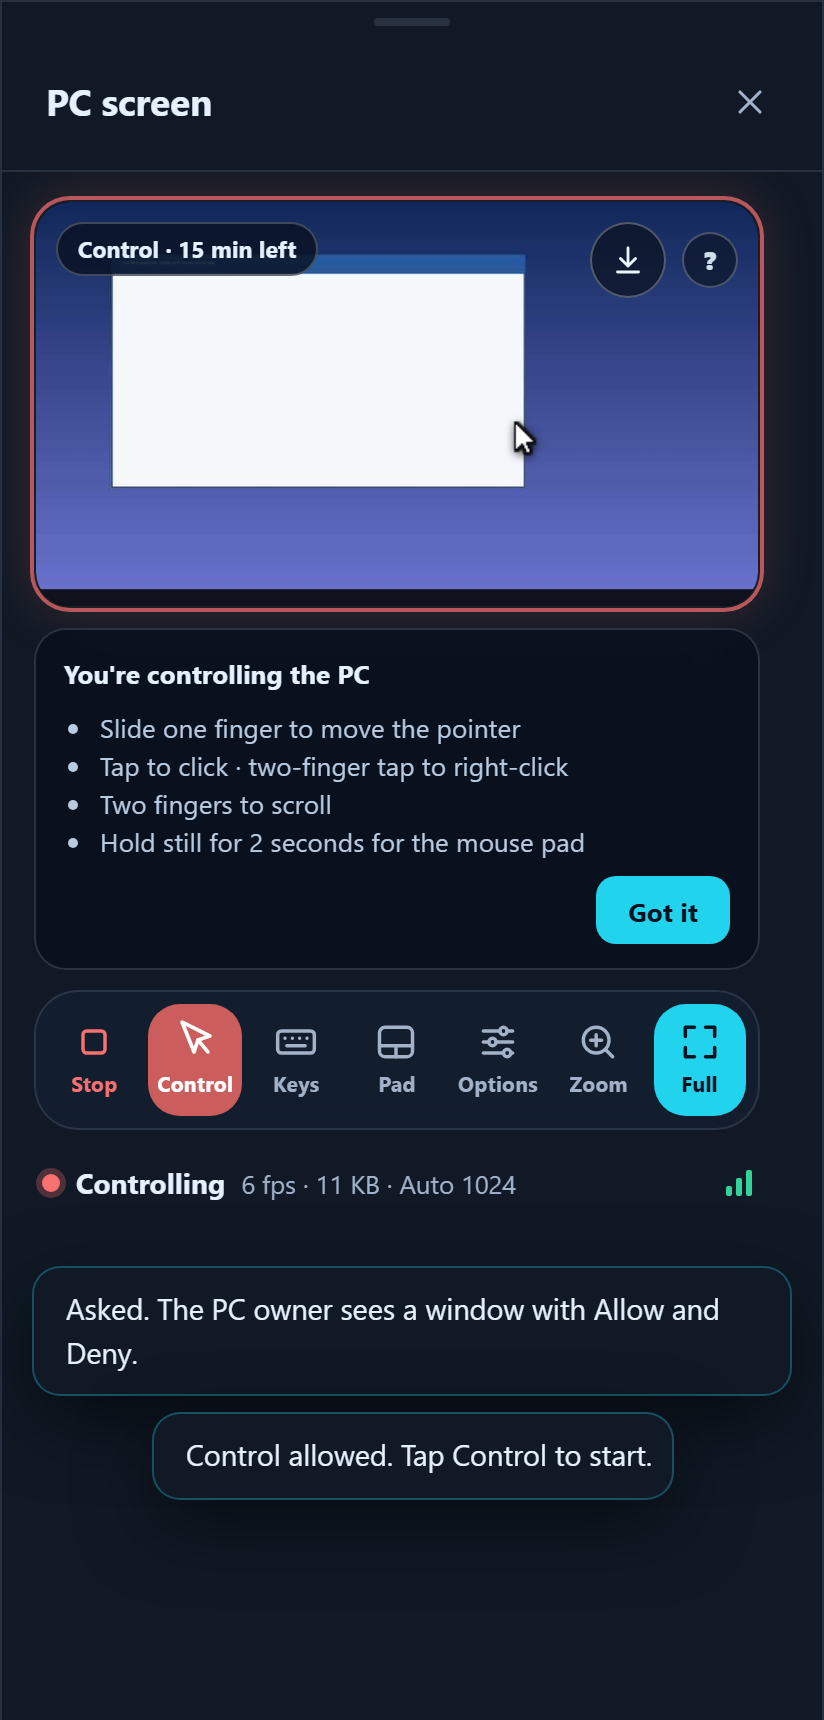 PC screen
Control · 15 min left
?
You're controlling the PC
Slide one finger to move the pointer
Tap to click · two-finger tap to right-click
Two fingers to scroll
Hold still for 2 seconds for the mouse pad
Got it
Stop
Control
Keys
Pad
Options
Zoom
Full
Controlling 6 fps · 11 KB · Auto 1024
Asked. The PC owner sees a window with Allow and
Deny.
Control allowed. Tap Control to start.